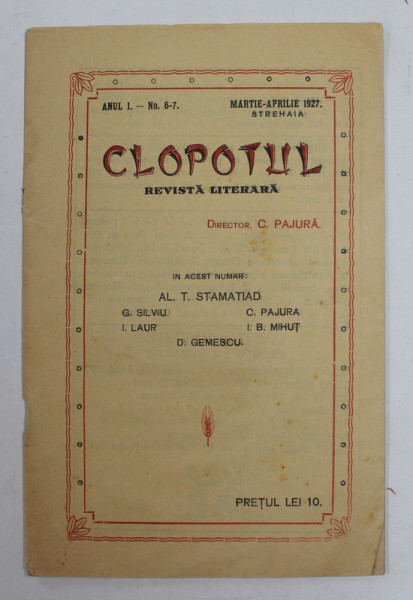 ANUL I. — No. 6-7. MARTIE-APRILIE 1927.
STREHAIA
CLOPOTUL
REVISTĂ LITERARĂ
DIRECTOR, C. PAJURĂ.
IN ACEST NUMAR:
AL. T. STAMATIAD
G. SILVIU C. PAJURA
I. LAUR I. B. MIHUȚ
D. GEMESCU.
PREȚUL LEI 10.